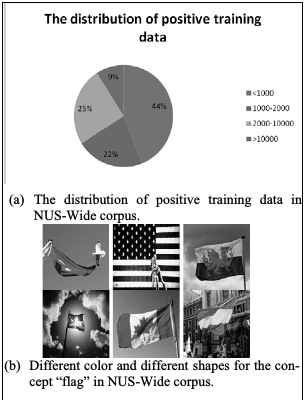 The distribution of positive training
data
9%
44%
25%
22%
<1000
1000-2000
2000-10000
>10000
(a) The distribution of positive training data in
NUS-Wide corpus.
(b) Different color and different shapes for the con-
cept “flag” in NUS-Wide corpus.